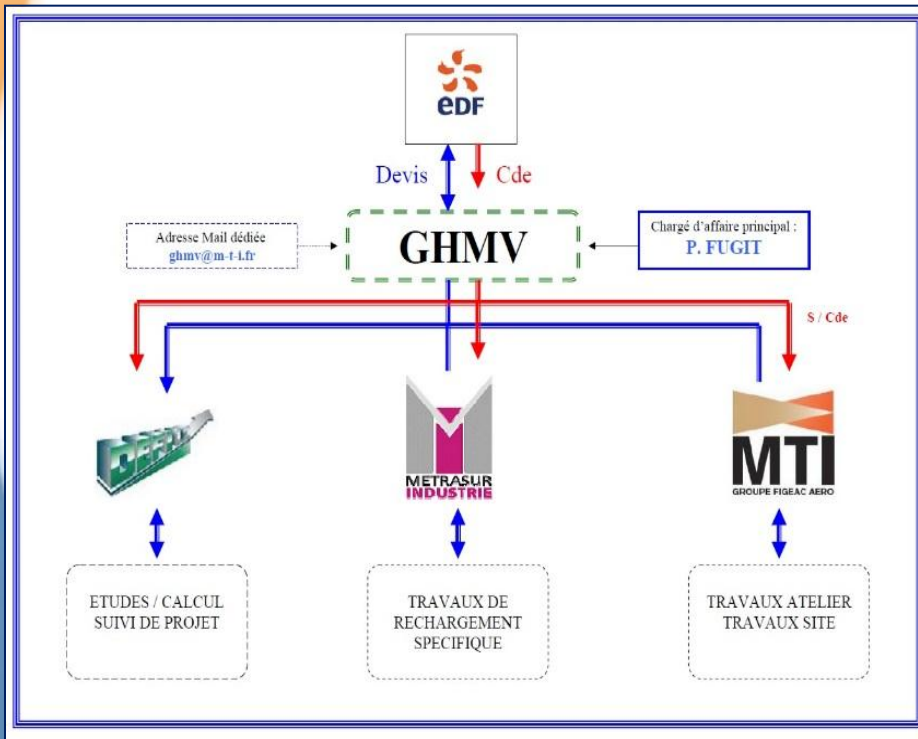 eDF
Devis
Cde
Adresse Mail dédiée
ghmv@m-t-i.fr
GHMV
Chargé d'affaire principal :
P. FUGIT
S / Cde
METRASUR
INDUSTRIE
MTI
GROUPE FIGEAC AERO
ETUDES / CALCUL
SUIVI DE PROJET
TRAVAUX DE
RECHARGEMENT
SPECIFIQUE
TRAVAUX ATELIER
TRAVAUX SITE